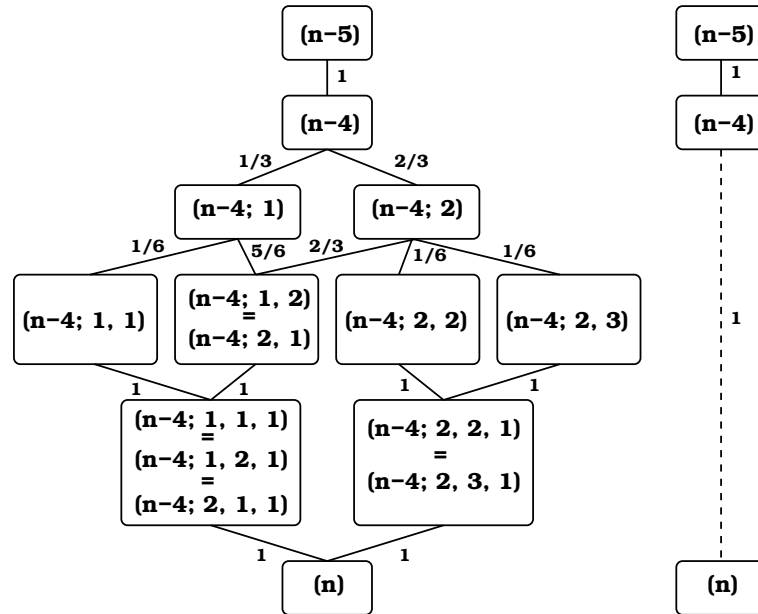 (n−5) (n−5)
1 1
(n−4) (n−4)
1/3 2/3
(n−4; 1) (n−4; 2)
1/6 5/6 2/3 1/6 1/6
(n−4; 1, 1) (n−4; 1, 2) (n−4; 2, 2) (n−4; 2, 3) 1
=
(n−4; 2, 1)
1 1 1 1
(n−4; 1, 1, 1) (n−4; 2, 2, 1)
= =
(n−4; 1, 2, 1) (n−4; 2, 3, 1)
=
(n−4; 2, 1, 1)
1 1
(n) (n)